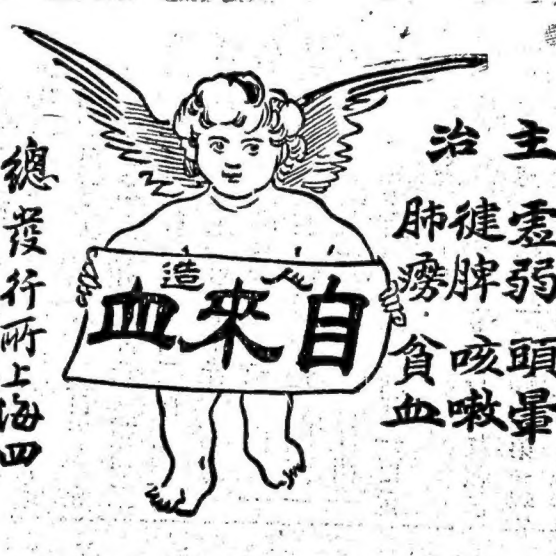 主治
虛弱 頭暈
徤脾 咳嗽
肺癆 貧血
人造
自來血
總發行所上海四